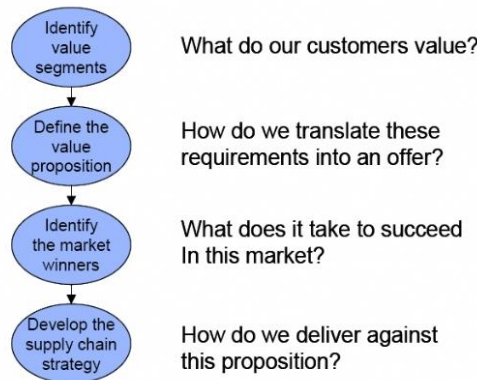 Identify
value
segments
What do our customers value?
Define the
value
proposition
How do we translate these
requirements into an offer?
Identify
the market
winners
What does it take to succeed
In this market?
Develop the
supply chain
strategy
How do we deliver against
this proposition?